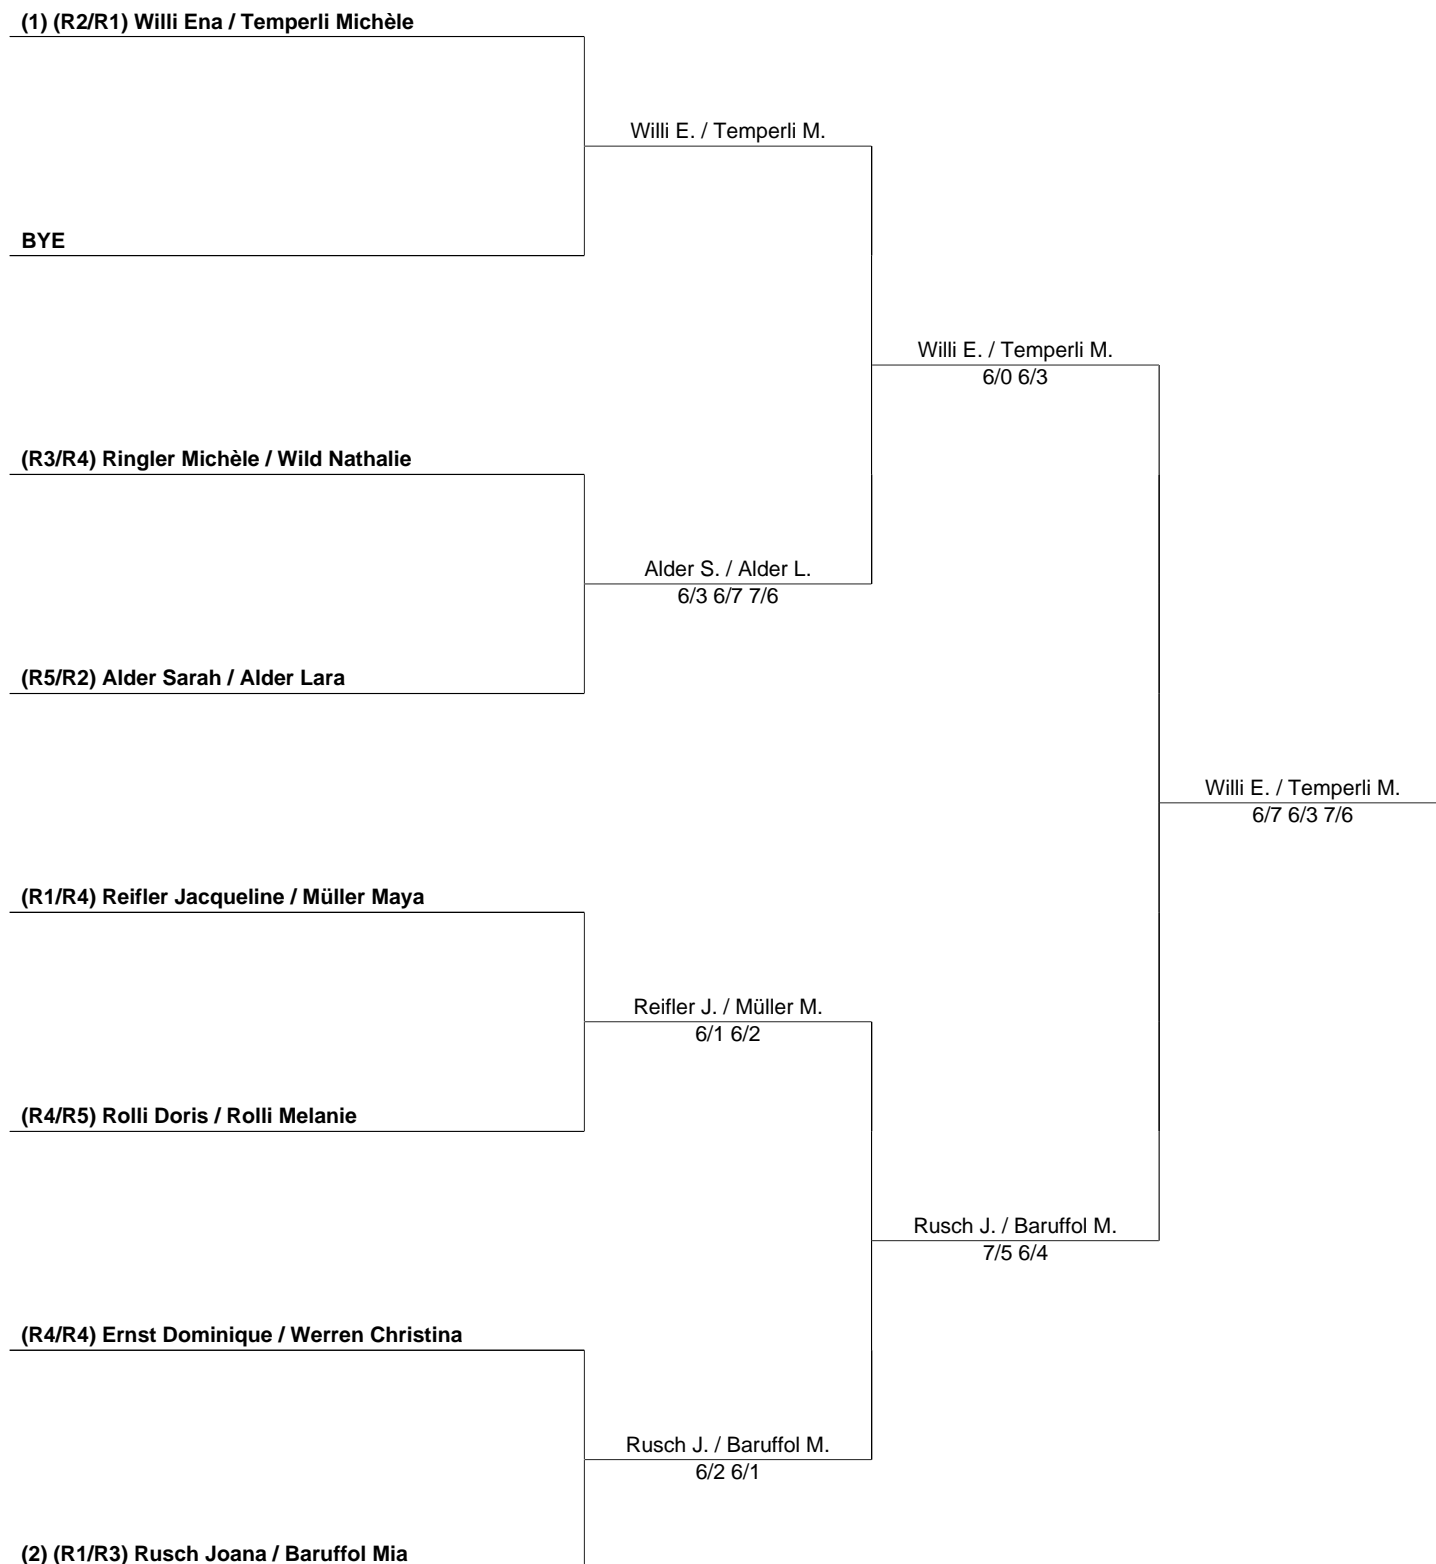 (1) (R2/R1) Willi Ena / Temperli Michèle
Willi E. / Temperli M.
BYE
Willi E. / Temperli M.
6/0 6/3
(R3/R4) Ringler Michèle / Wild Nathalie
Alder S. / Alder L.
6/3 6/7 7/6
(R5/R2) Alder Sarah / Alder Lara
Willi E. / Temperli M.
6/7 6/3 7/6
(R1/R4) Reifler Jacqueline / Müller Maya
Reifler J. / Müller M.
6/1 6/2
(R4/R5) Rolli Doris / Rolli Melanie
Rusch J. / Baruffol M.
7/5 6/4
(R4/R4) Ernst Dominique / Werren Christina
Rusch J. / Baruffol M.
6/2 6/1
(2) (R1/R3) Rusch Joana / Baruffol Mia